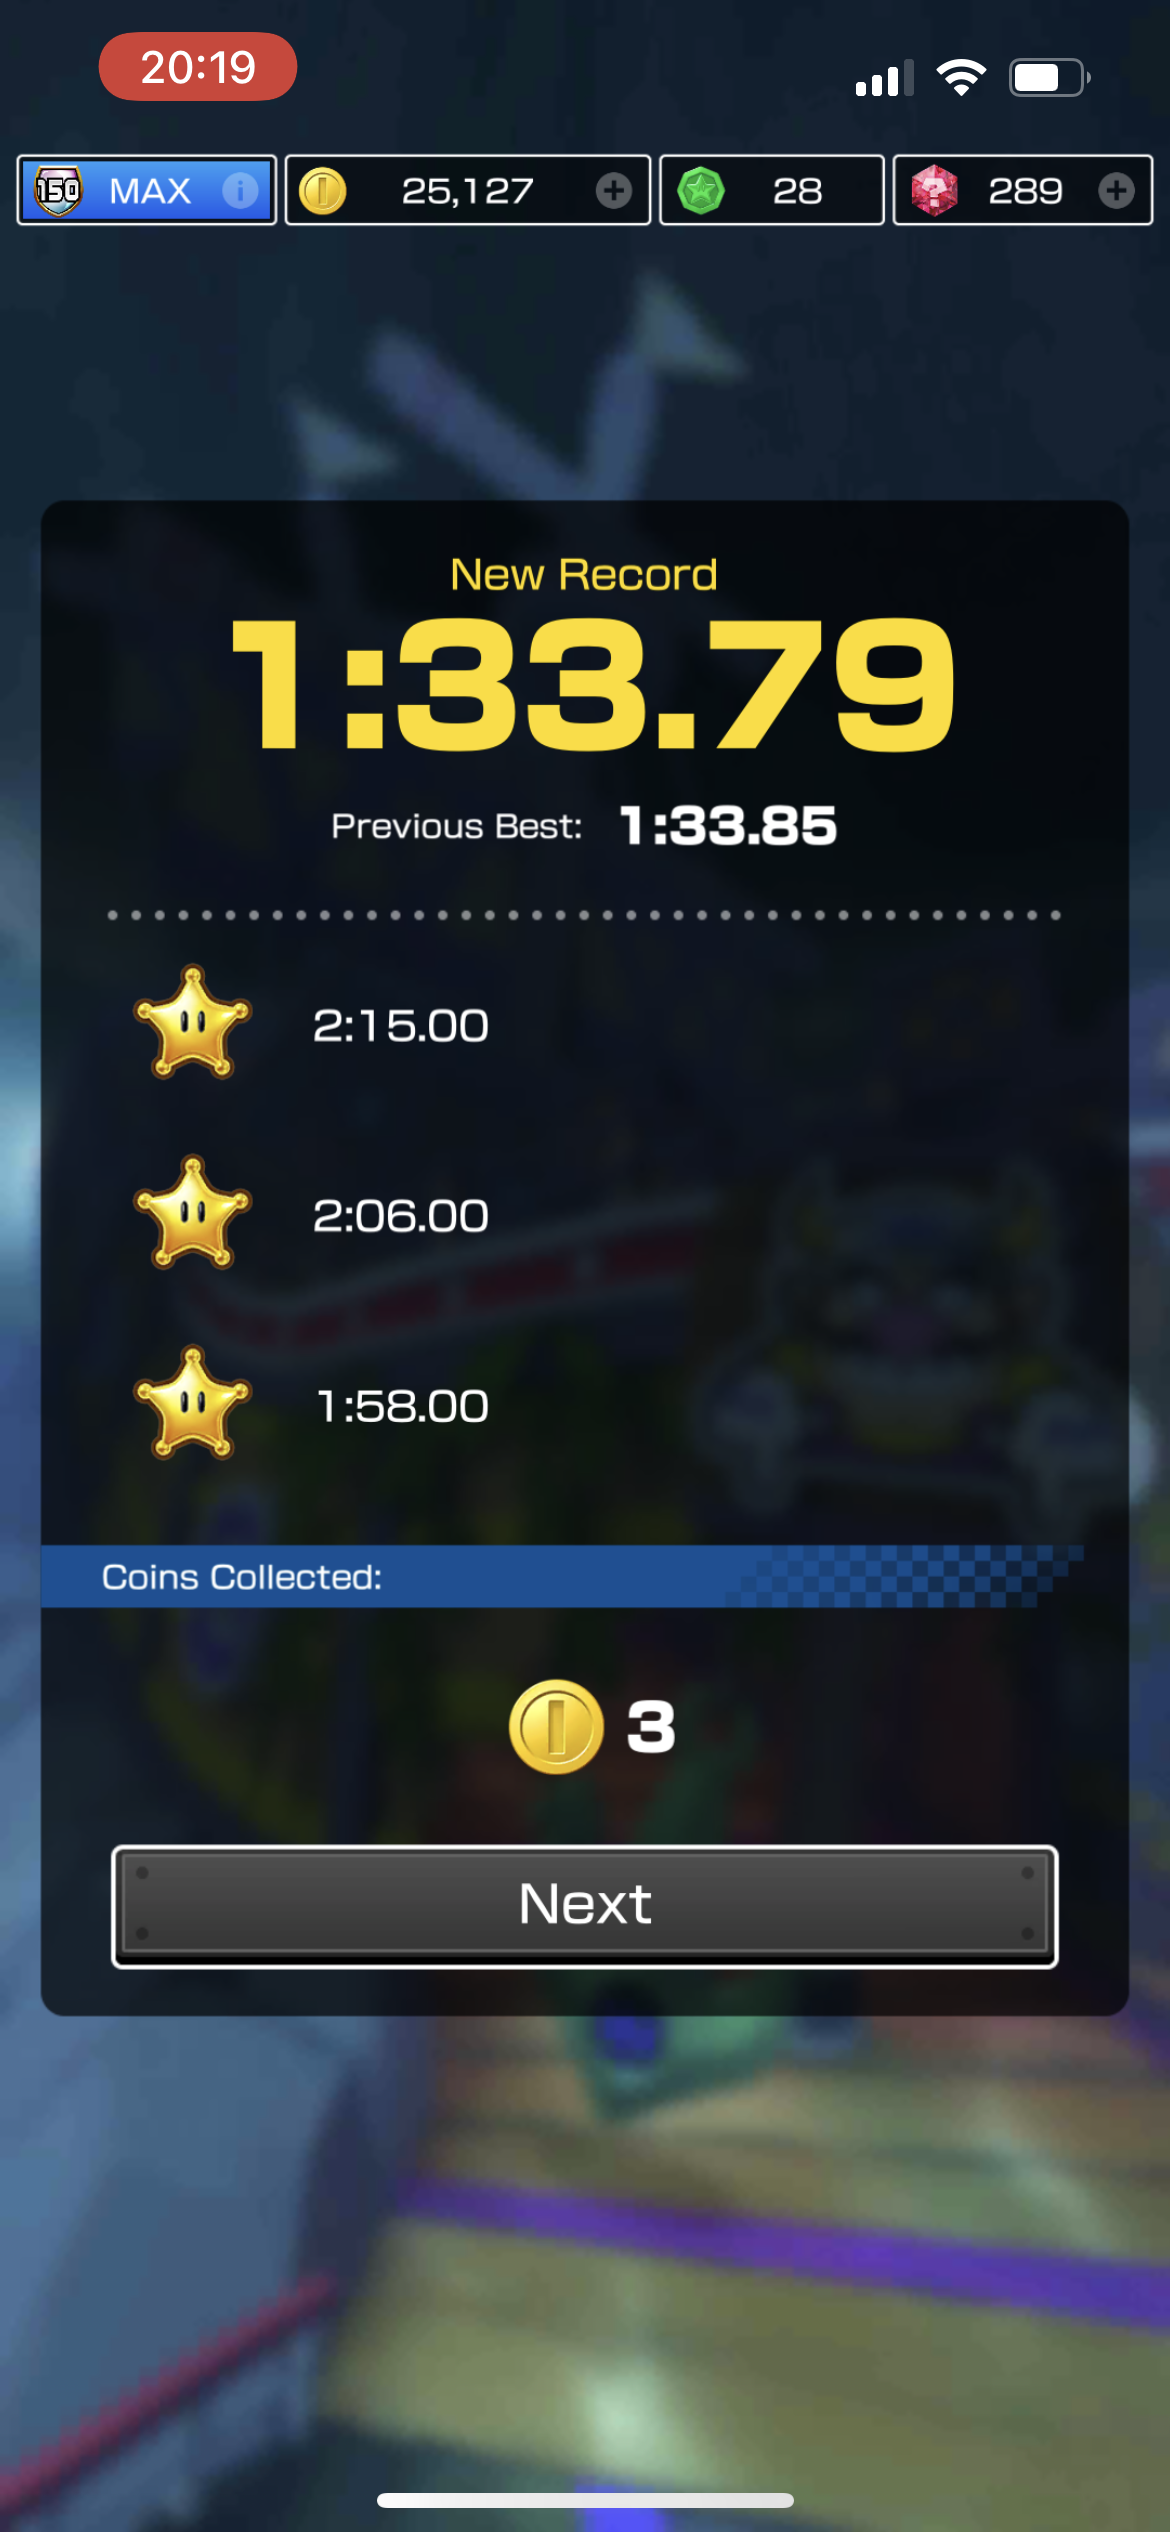 20:19
150 MAX i 25,127 + 28 ? 289 +
New Record
1:33.79
Previous Best: 1:33.85
2:15.00
2:06.00
1:58.00
Coins Collected:
3
Next